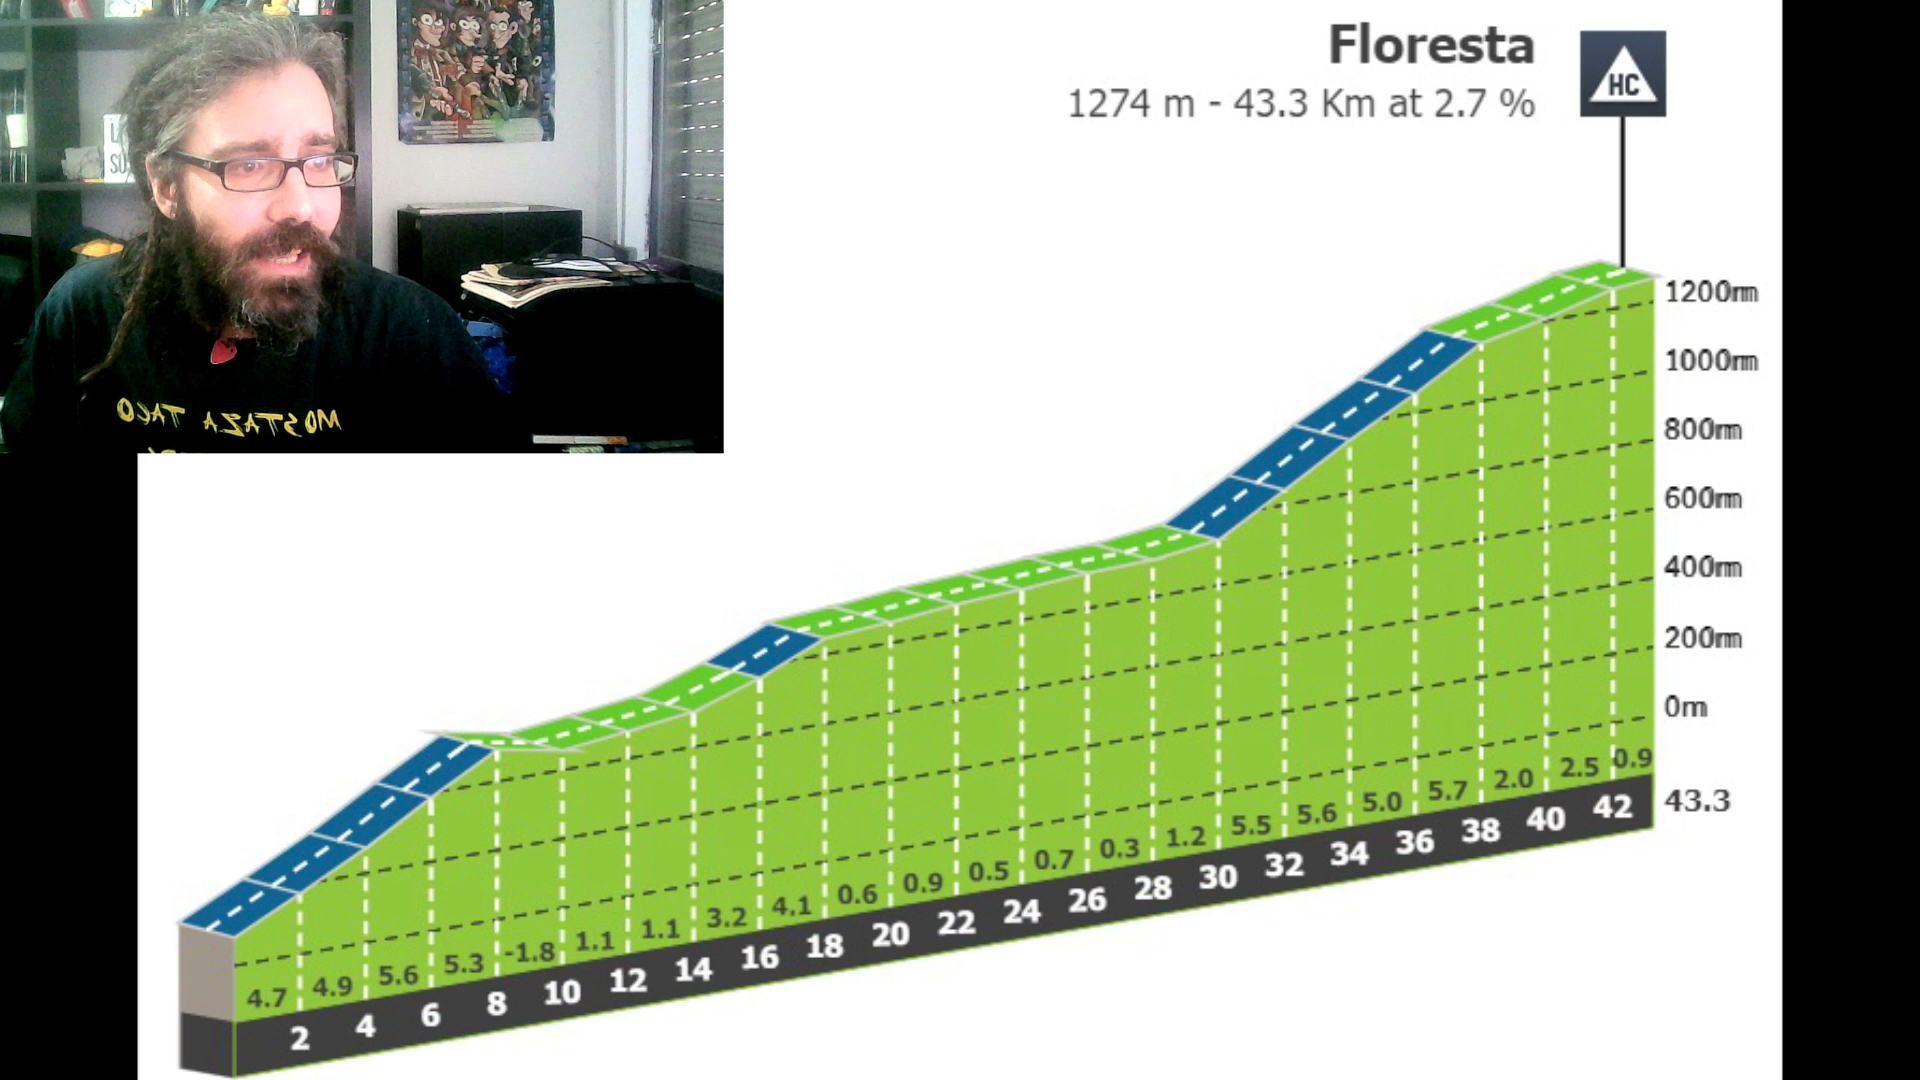 Floresta
HC
1274 m - 43.3 Km at 2.7 %
MOSTAZA TACO
1200m
1000m
800m
600m
400m
200m
0m
43.3
4.7 4.9 5.6 5.3 -1.8 1.1 1.1 3.2 4.1 0.6 0.9 0.5 0.7 0.3 1.2 5.5 5.6 5.0 5.7 2.0 2.5 0.9
2 4 6 8 10 12 14 16 18 20 22 24 26 28 30 32 34 36 38 40 42